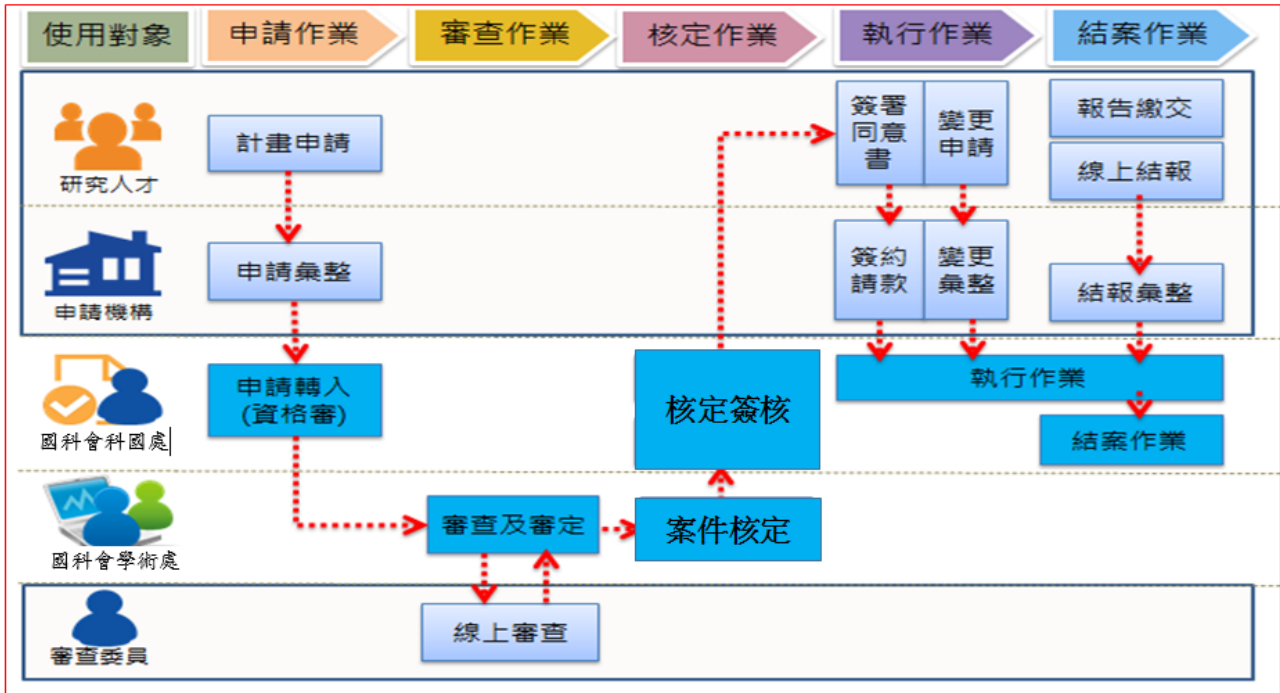 使用對象
申請作業
審查作業
核定作業
執行作業
結案作業
研究人才
計畫申請
簽署
同意
書
變更
申請
報告繳交
線上結報
申請機構
申請彙整
簽約
請款
變更
彙整
結報彙整
國科會科國處
申請轉入
(資格審)
核定簽核
執行作業
結案作業
國科會學術處
審查及審定
案件核定
審查委員
線上審查